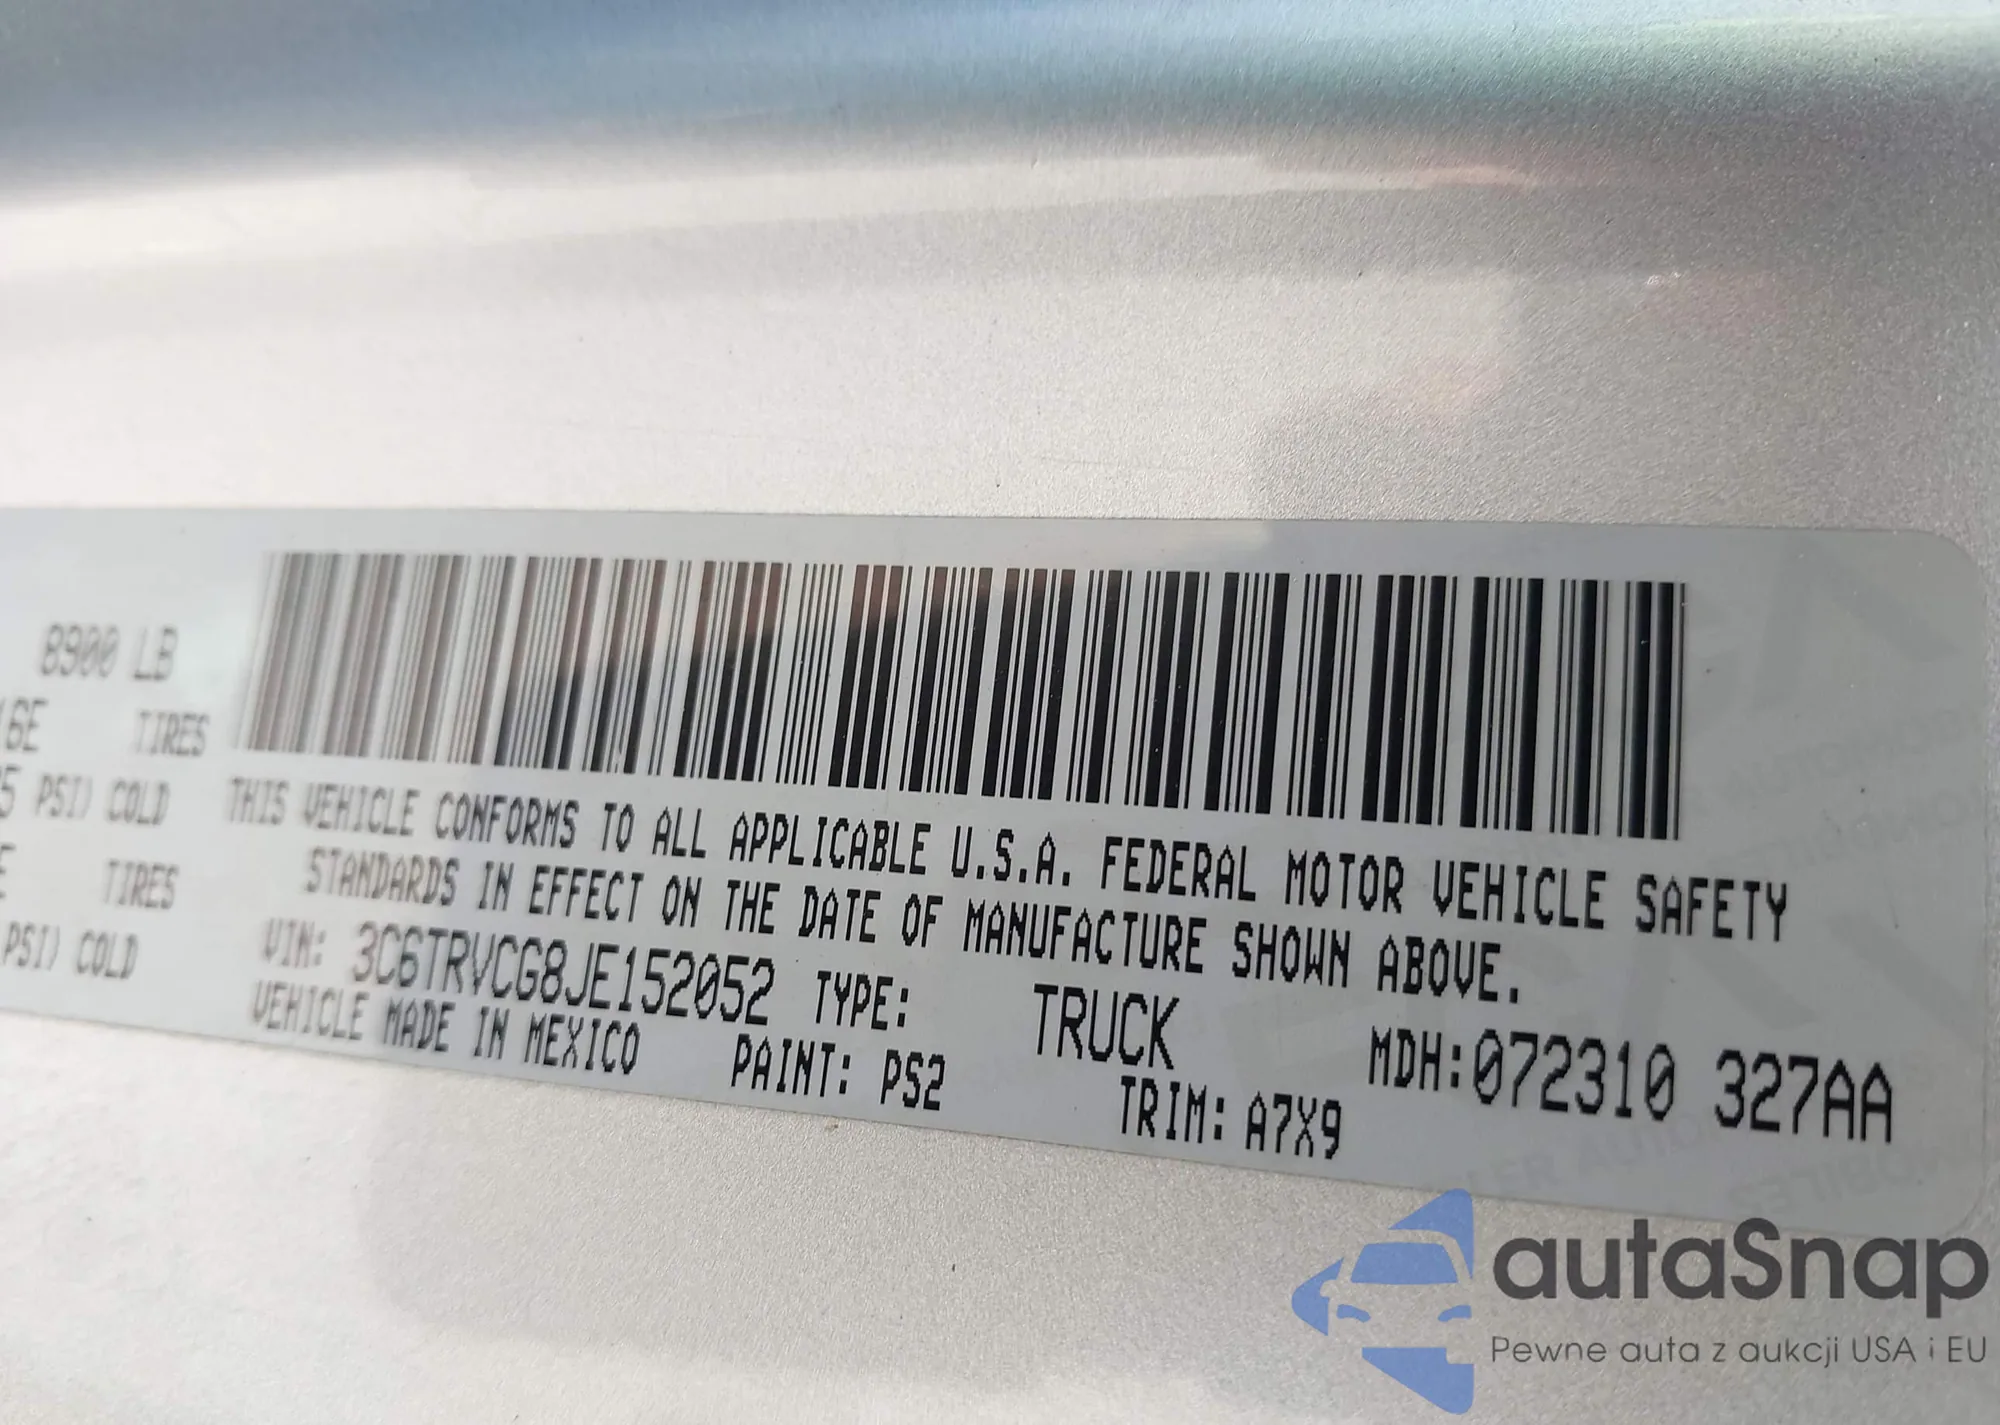 8900 LB
16E TIRES
PSI) COLD
TIRES
PSI) COLD
THIS VEHICLE CONFORMS TO ALL APPLICABLE U.S.A. FEDERAL MOTOR VEHICLE SAFETY
STANDARDS IN EFFECT ON THE DATE OF MANUFACTURE SHOWN ABOVE.
VIN: 3C6TRVCG8JE152052 TYPE: TRUCK MDH:072310 327AA
VEHICLE MADE IN MEXICO PAINT: PS2 TRIM: A7X9
autaSnap
Pewne auta z aukcji USA i EU